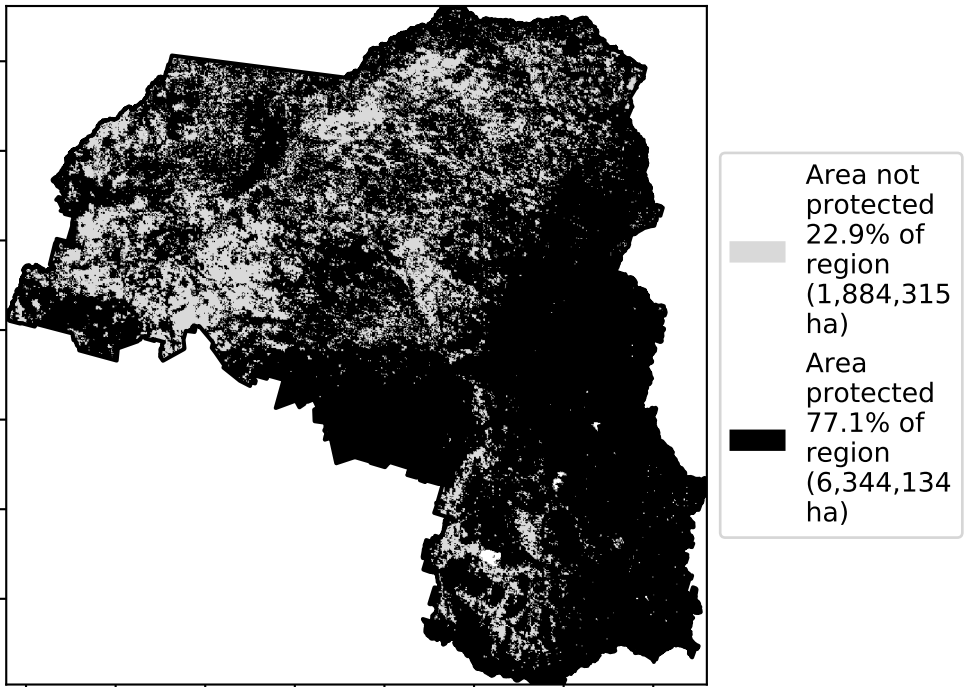 Area not
protected
22.9% of
region
(1,884,315
ha)
Area
protected
77.1% of
region
(6,344,134
ha)